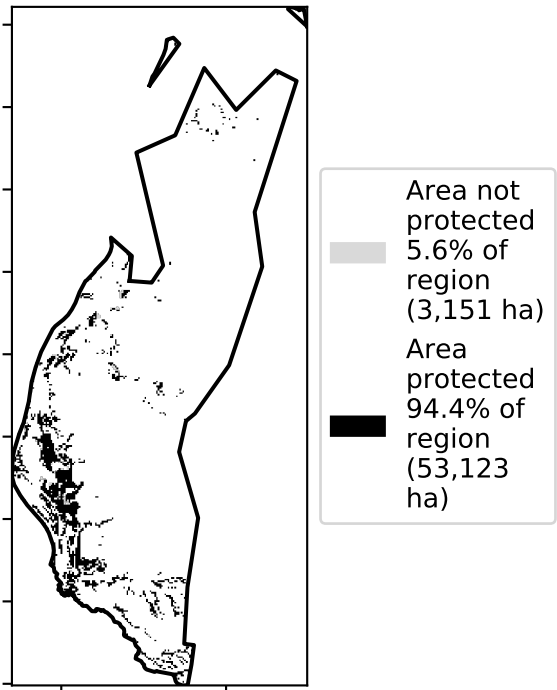 Area not
protected
5.6% of
region
(3,151 ha)
Area
protected
94.4% of
region
(53,123
ha)